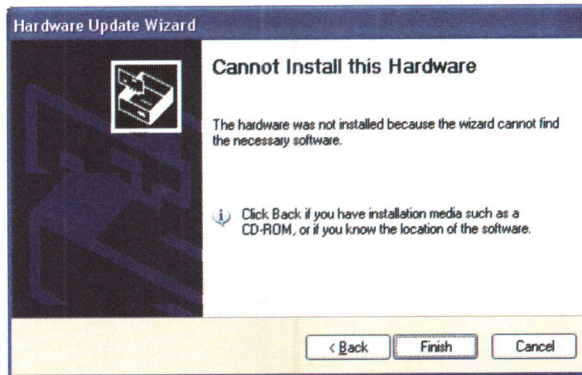 Hardware Update Wizard
Cannot Install this Hardware
The hardware was not installed because the wizard cannot find
the necessary software.
Click Back if you have installation media such as a
CD-ROM, or if you know the location of the software.
< Back
Finish
Cancel